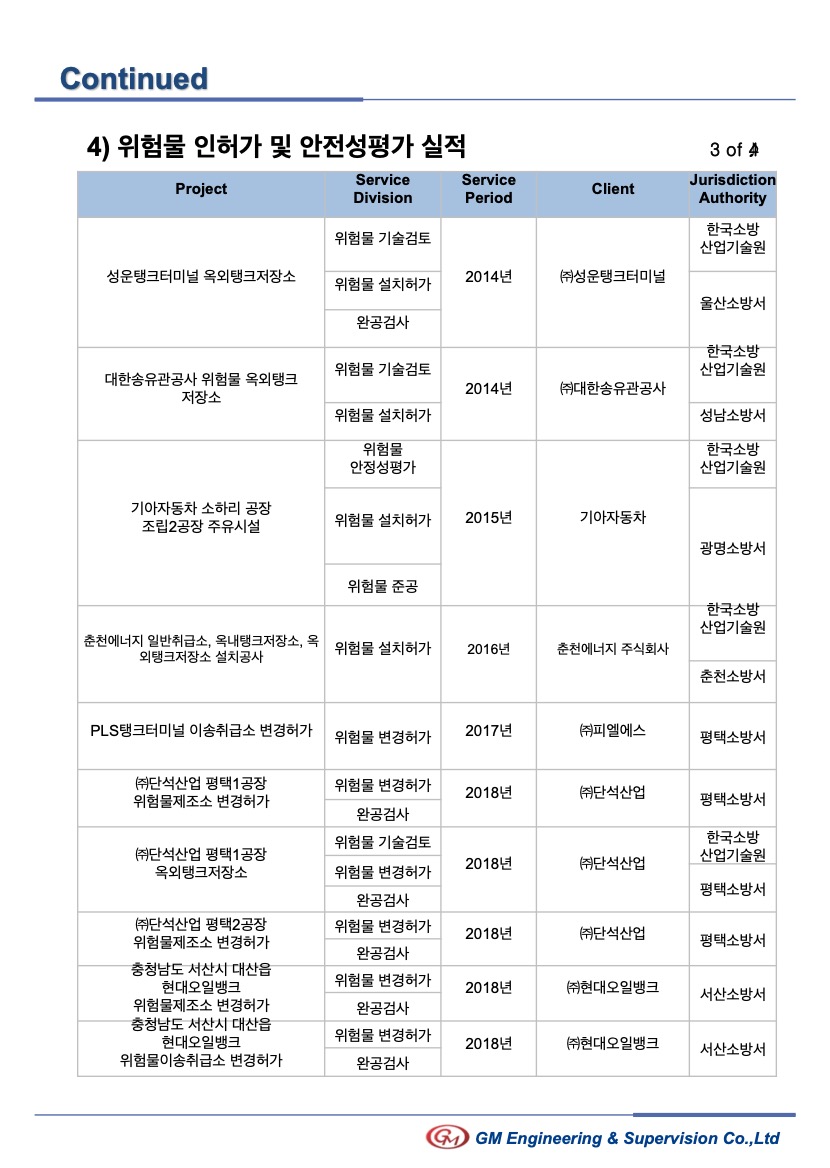 Continued
4) 위험물 인허가 및 안전성평가 실적
3 of 4
Project
Service
Division
Service
Period
Client
Jurisdiction
Authority
성운탱크터미널 옥외탱크저장소
위험물 기술검토
위험물 설치허가
완공검사
2014년
㈜성운탱크터미널
한국소방
산업기술원
울산소방서
대한송유관공사 위험물 옥외탱크
저장소
위험물 기술검토
위험물 설치허가
2014년
㈜대한송유관공사
한국소방
산업기술원
성남소방서
기아자동차 소하리 공장
조립2공장 주유시설
위험물
안정성평가
위험물 설치허가
위험물 준공
2015년
기아자동차
한국소방
산업기술원
광명소방서
춘천에너지 일반취급소, 옥내탱크저장소, 옥
외탱크저장소 설치공사
위험물 설치허가
2016년
춘천에너지 주식회사
한국소방
산업기술원
춘천소방서
PLS탱크터미널 이송취급소 변경허가
위험물 변경허가
2017년
㈜피엘에스
평택소방서
㈜단석산업 평택1공장
위험물제조소 변경허가
위험물 변경허가
완공검사
2018년
㈜단석산업
평택소방서
㈜단석산업 평택1공장
옥외탱크저장소
위험물 기술검토
위험물 변경허가
완공검사
2018년
㈜단석산업
한국소방
산업기술원
평택소방서
㈜단석산업 평택2공장
위험물제조소 변경허가
위험물 변경허가
완공검사
2018년
㈜단석산업
평택소방서
충청남도 서산시 대산읍
현대오일뱅크
위험물제조소 변경허가
위험물 변경허가
완공검사
2018년
㈜현대오일뱅크
서산소방서
충청남도 서산시 대산읍
현대오일뱅크
위험물이송취급소 변경허가
위험물 변경허가
완공검사
2018년
㈜현대오일뱅크
서산소방서
GM GM Engineering & Supervision Co.,Ltd